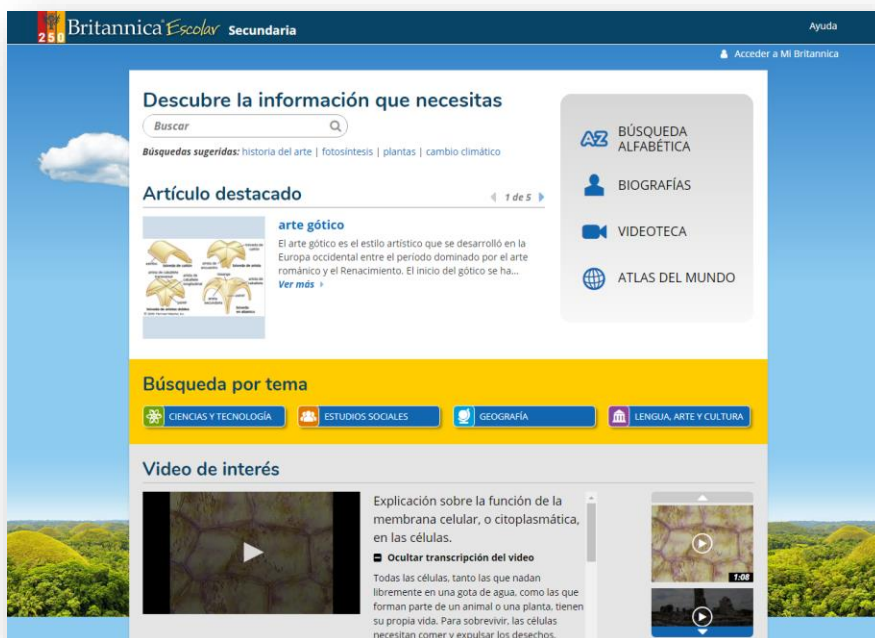 250 Britannica Escolar Secundaria
Ayuda
Acceder a Mi Britannica
Descubre la información que necesitas
Buscar
Búsquedas sugeridas: historia del arte | fotosíntesis | plantas | cambio climático
Artículo destacado
1 de 5
arte gótico
El arte gótico es el estilo artístico que se desarrolló en la
Europa occidental entre el período dominado por el arte
románico y el Renacimiento. El inicio del gótico se ha...
Ver más
AZ BÚSQUEDA
ALFABÉTICA
BIOGRAFÍAS
VIDEOTECA
ATLAS DEL MUNDO
Búsqueda por tema
CIENCIAS Y TECNOLOGÍA
ESTUDIOS SOCIALES
GEOGRAFÍA
LENGUA, ARTE Y CULTURA
Video de interés
Explicación sobre la función de la
membrana celular, o citoplasmática,
en las células.
Ocultar transcripción del video
Todas las células, tanto las que nadan
libremente en una gota de agua, como las que
forman parte de un animal o una planta, tienen
su propia vida. Para sobrevivir, las células
necesitan comer y expulsar los desechos.
1:08